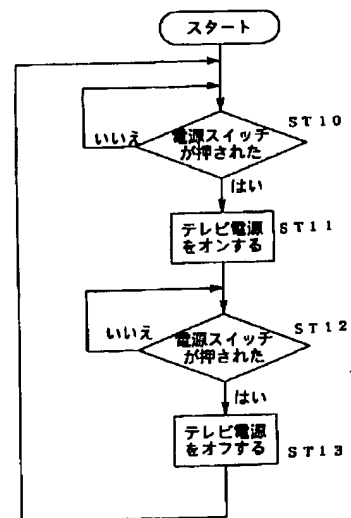 スタート
電源スイッチ
が押された
ST10
いいえ
はい
テレビ電源
をオンする
ST11
電源スイッチ
が押された
ST12
いいえ
はい
テレビ電源
をオフする
ST13